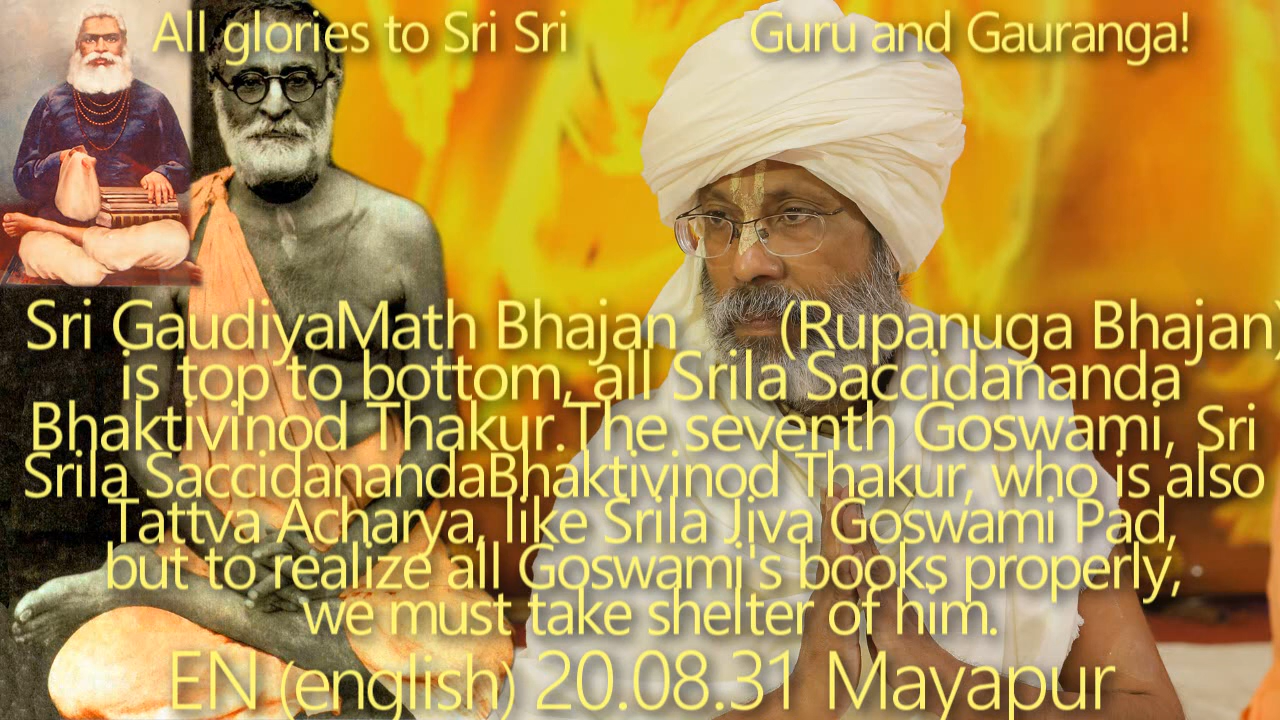 All glories to Sri Sri Guru and Gauranga!
Sri GaudiyaMath Bhajan (Rupanuga Bhajan)
is top to bottom, all Srila Saccidananda
Bhaktivinod Thakur.The seventh Goswami, Sri
Srila SaccidanandaBhaktivinod Thakur, who is also
Tattva Acharya, like Srila Jiva Goswami Pad,
but to realize all Goswami's books properly,
we must take shelter of him.
EN (english) 20.08.31 Mayapur